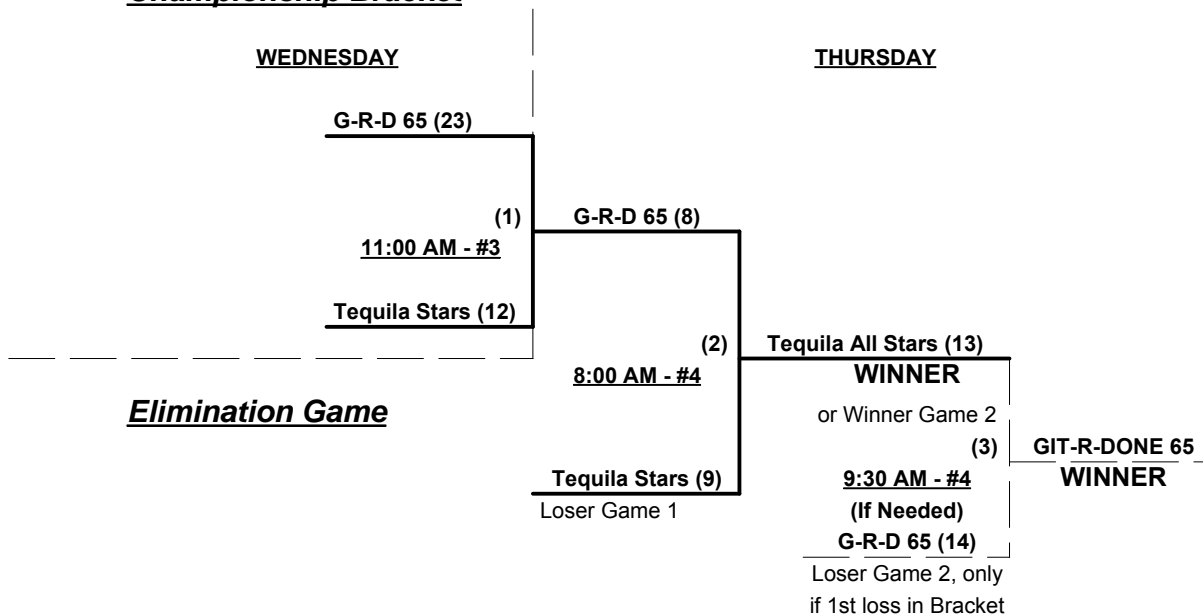 Championship Bracket
WEDNESDAY
THURSDAY
G-R-D 65 (23)
(1)
11:00 AM - #3
Tequila Stars (12)
G-R-D 65 (8)
(2)
8:00 AM - #4
Elimination Game
Tequila Stars (9)
Loser Game 1
Tequila All Stars (13)
WINNER
or Winner Game 2
(3)
9:30 AM - #4
(If Needed)
G-R-D 65 (14)
Loser Game 2, only
if 1st loss in Bracket
GIT-R-DONE 65
WINNER